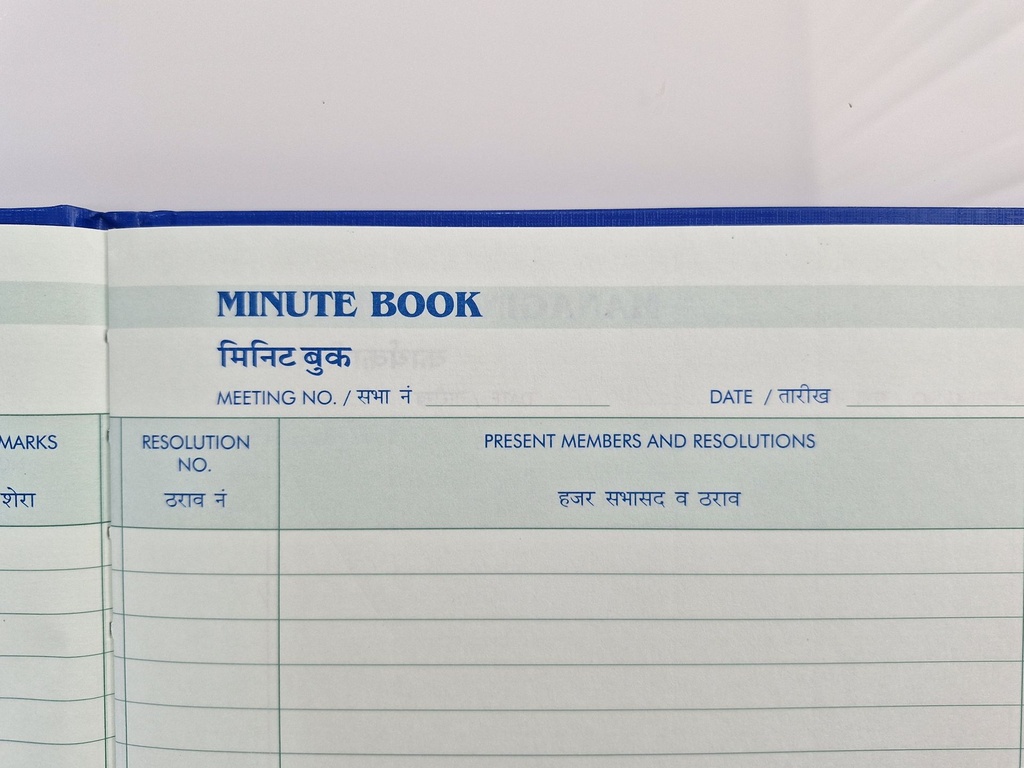 MINUTE BOOK
मिनिट बुक
MEETING NO. / सभा नं
DATE / तारीख
MARKS
शेरा
RESOLUTION
NO.
ठराव नं
PRESENT MEMBERS AND RESOLUTIONS
हजर सभासद व ठराव